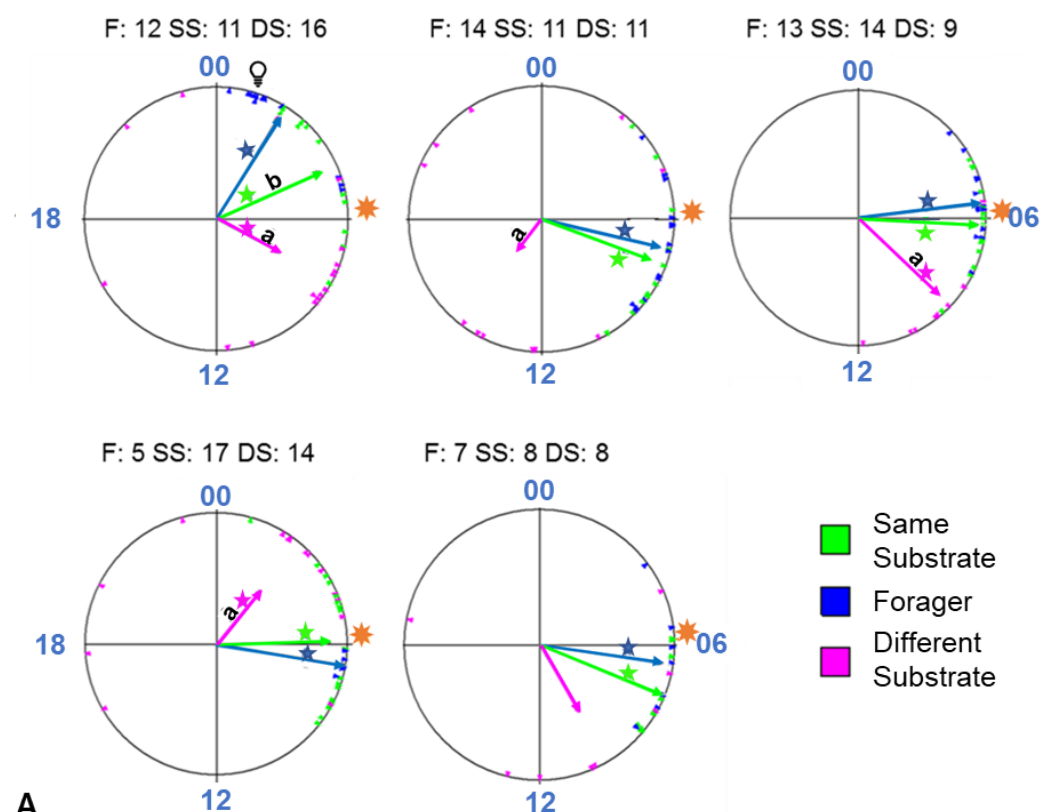 F: 12 SS: 11 DS: 16
F: 14 SS: 11 DS: 11
F: 13 SS: 14 DS: 9
00
00
00
b
a
a
a
18
06
12
12
12
F: 5 SS: 17 DS: 14
F: 7 SS: 8 DS: 8
00
00
a
18
06
12
12
Same
Substrate
Forager
Different
Substrate
A